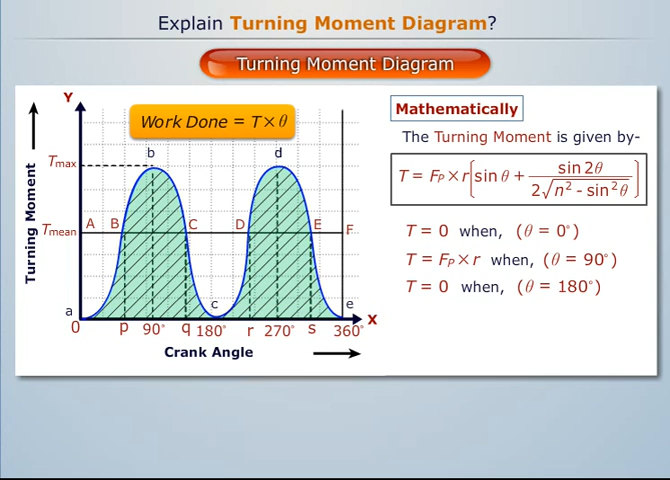 Explain Turning Moment Diagram?
Turning Moment Diagram
Y
Work Done = T×θ
b
d
Tmax
Turning Moment
Tmean
A
B
C
D
E
F
a
c
e
X
0
p
90°
q
180°
r
270°
s
360°
Crank Angle
Mathematically
The Turning Moment is given by-
T = FP × r[sin θ + sin 2θ / 2√n² - sin²θ]
T = 0 when, (θ = 0°)
T = FP × r when, (θ = 90°)
T = 0 when, (θ = 180°)